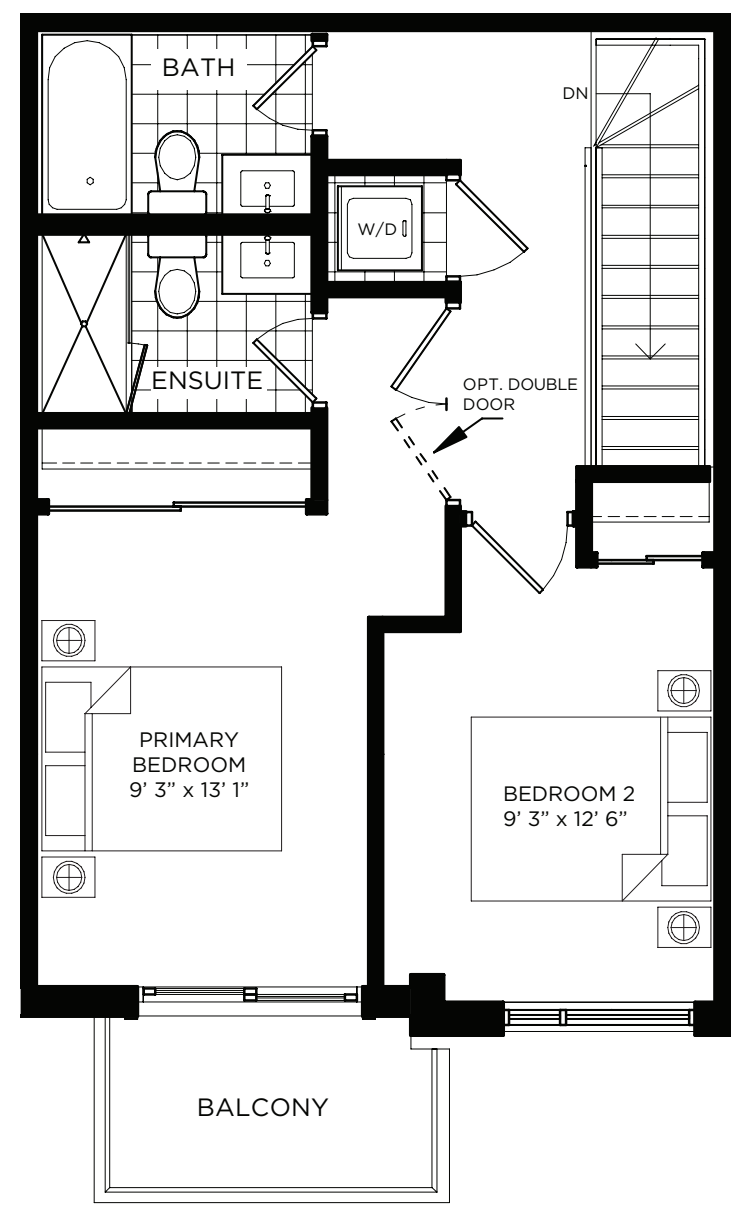 BATH
DN
W/D
ENSUITE
OPT. DOUBLE
DOOR
PRIMARY
BEDROOM
9’ 3” x 13’ 1”
BEDROOM 2
9’ 3” x 12’ 6”
BALCONY